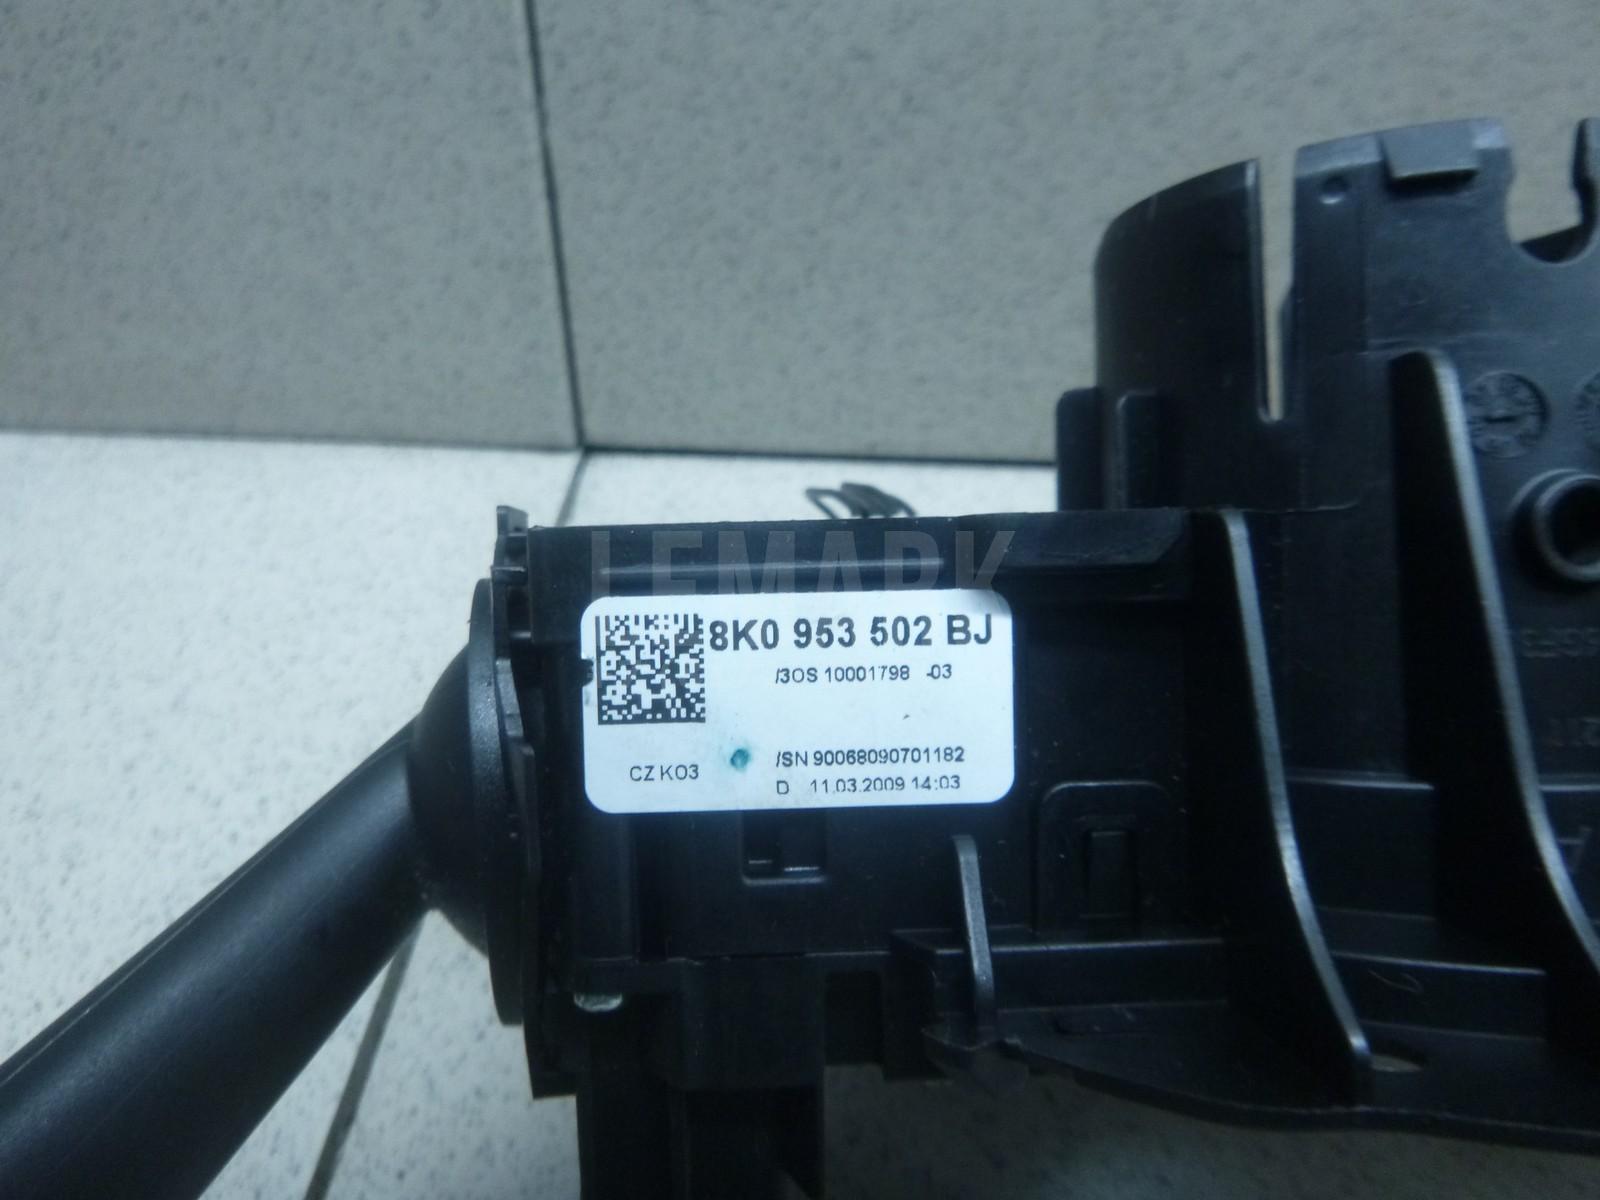 LEMARK
8K0 953 502 BJ
/3OS 10001798 -03
/SN 90068090701182
CZ K03
D 11.03.2009 14:03